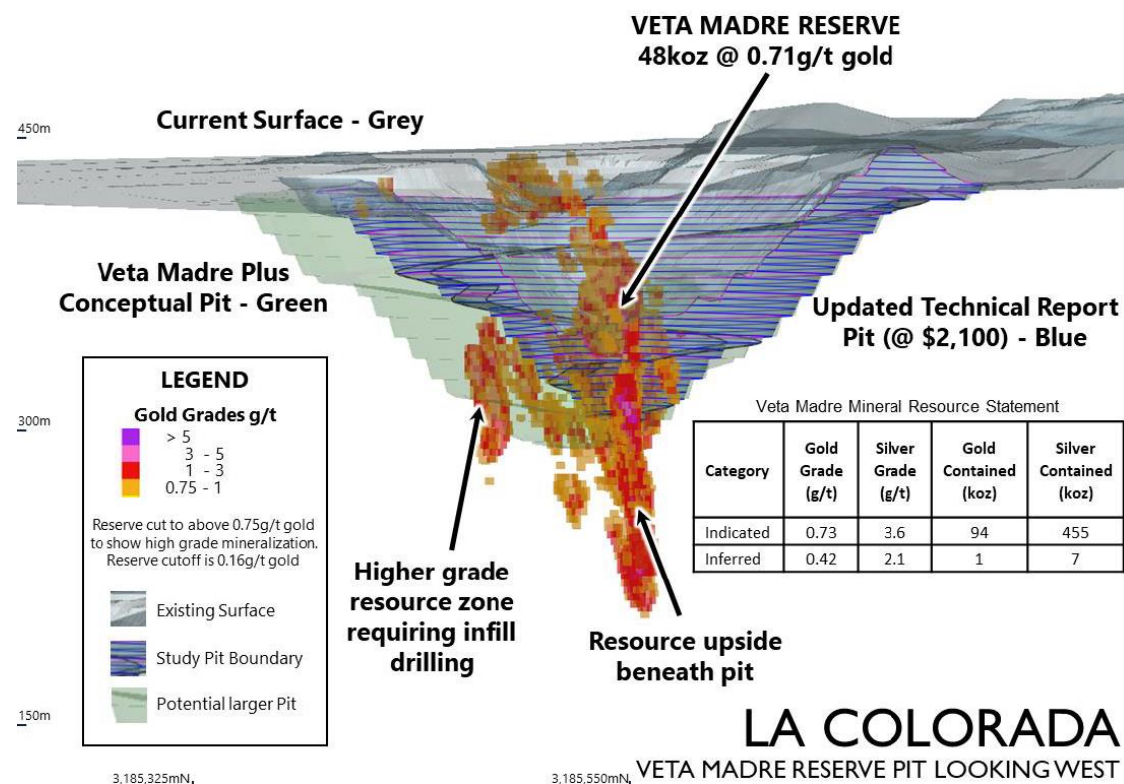 VETA MADRE RESERVE
48koz @ 0.71g/t gold
450m
Current Surface - Grey
Veta Madre Plus
Conceptual Pit - Green
Updated Technical Report
Pit (@ $2,100) - Blue
LEGEND
Gold Grades g/t
> 5
3 - 5
1 - 3
0.75 - 1
Reserve cut to above 0.75g/t gold
to show high grade mineralization.
Reserve cutoff is 0.16g/t gold
Existing Surface
Study Pit Boundary
Potential larger Pit
300m
Veta Madre Mineral Resource Statement
Category Gold Grade (g/t) Silver Grade (g/t) Gold Contained (koz) Silver Contained (koz)
Indicated 0.73 3.6 94 455
Inferred 0.42 2.1 1 7
Higher grade
resource zone
requiring infill
drilling
Resource upside
beneath pit
150m
LA COLORADA
VETA MADRE RESERVE PIT LOOKING WEST
3,185,325mN
3,185,550mN